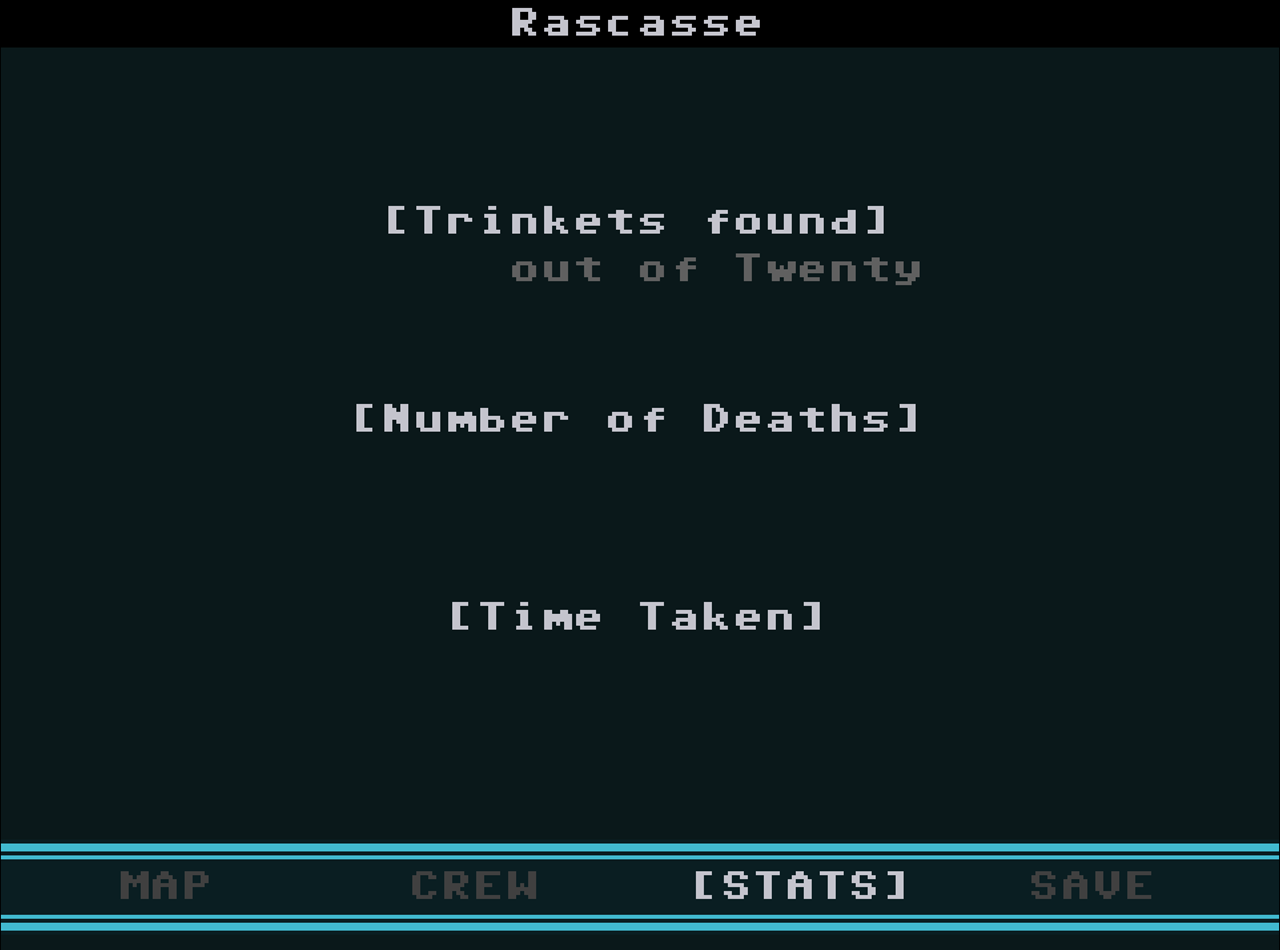 Rascasse
[Trinkets found]
out of Twenty
[Number of Deaths]
[Time Taken]
MAP CREW [STATS] SAVE